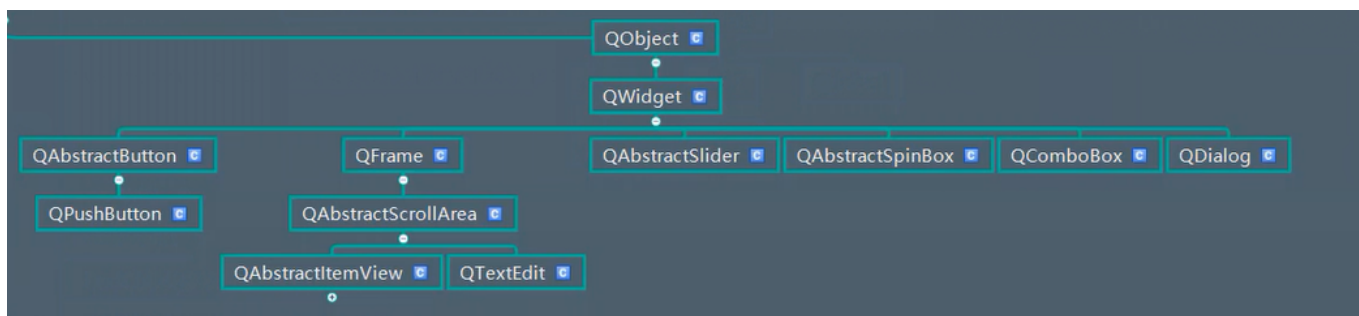 QObject C
QWidget C
QAbstractButton C QFrame C QAbstractSlider C QAbstractSpinBox C QComboBox C QDialog C
QPushButton C QAbstractScrollArea C
QAbstractItemView C QTextEdit C